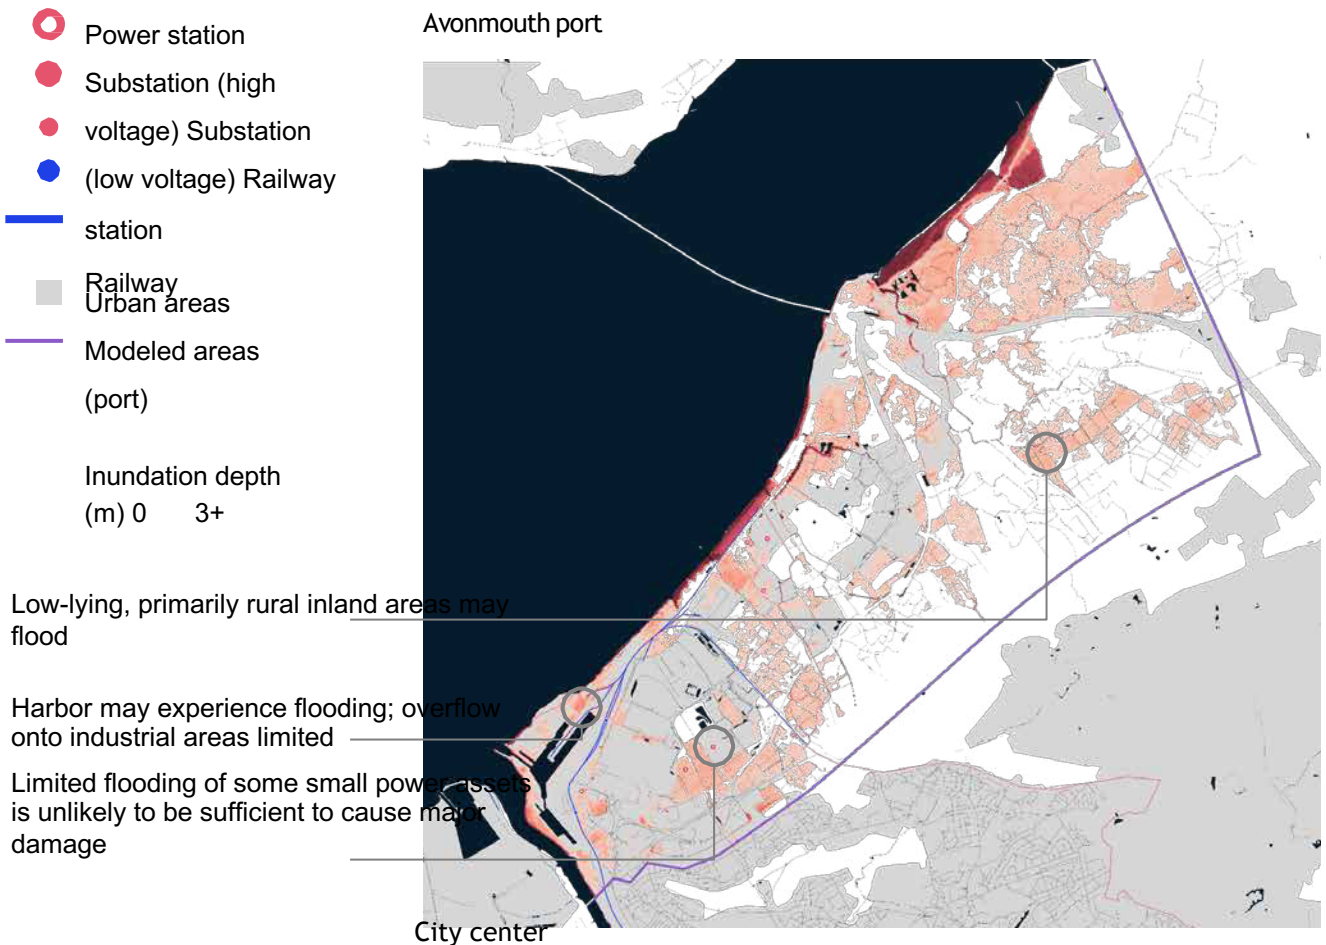 Avonmouth port
Power station
Substation (high
voltage) Substation
(low voltage) Railway
station
Railway
Urban areas
Modeled areas
(port)
Inundation depth
(m) 0 3+
Low-lying, primarily rural inland areas may
flood
Harbor may experience flooding; overflow
onto industrial areas limited
Limited flooding of some small power assets
is unlikely to be sufficient to cause major
damage
City center